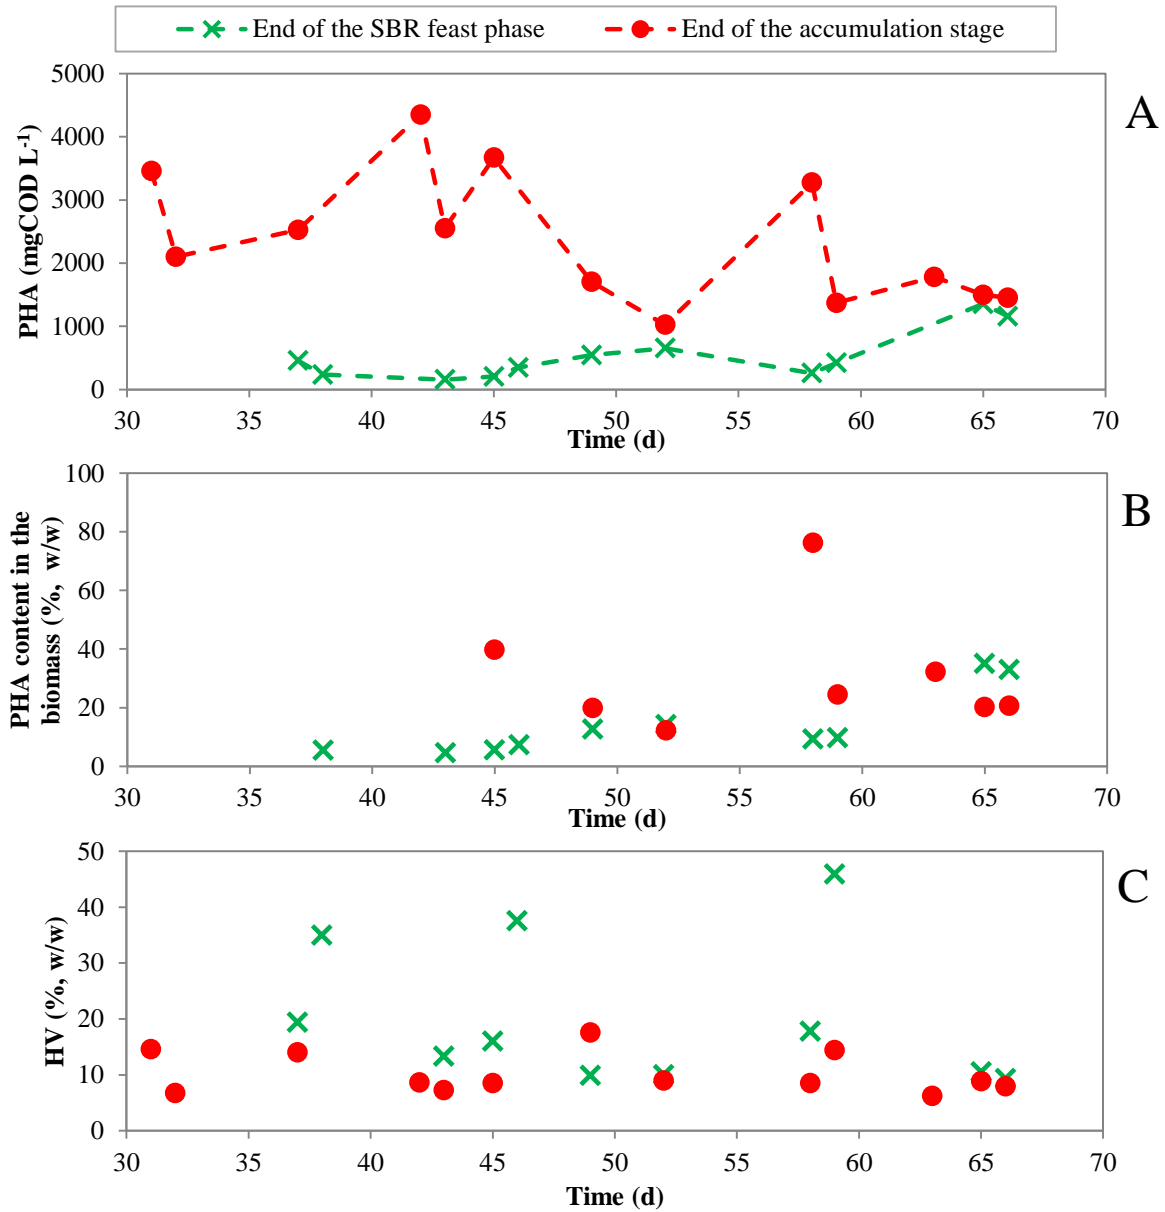 End of the SBR feast phase End of the accumulation stage
A
PHA (mgCOD L-1)
5000
4000
3000
2000
1000
0
30 35 40 45 50 55 60 65 70
Time (d)
B
PHA content in the
biomass (%, w/w)
100
80
60
40
20
0
30 35 40 45 50 55 60 65 70
Time (d)
C
HV (%, w/w)
50
40
30
20
10
0
30 35 40 45 50 55 60 65 70
Time (d)